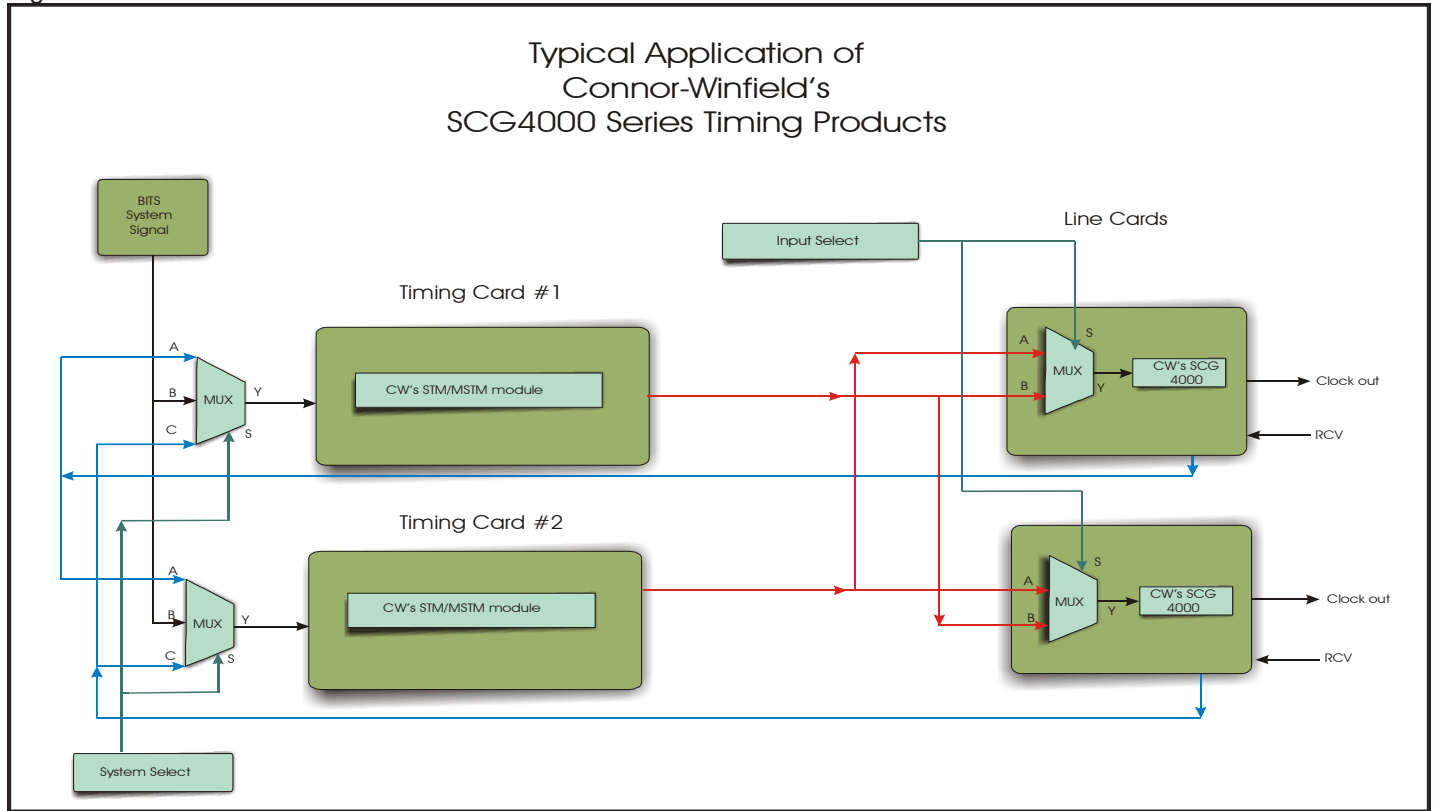 Typical Application of
Connor-Winfield's
SCG4000 Series Timing Products
BITS
System
Signal
Input Select
Line Cards
Timing Card #1
A
B
C
MUX
Y
S
CW's STM/MSTM module
A
B
S
MUX
Y
CW's SCG
4000
Clock out
RCV
Timing Card #2
A
B
C
MUX
Y
S
CW's STM/MSTM module
A
B
S
MUX
Y
CW's SCG
4000
Clock out
RCV
System Select